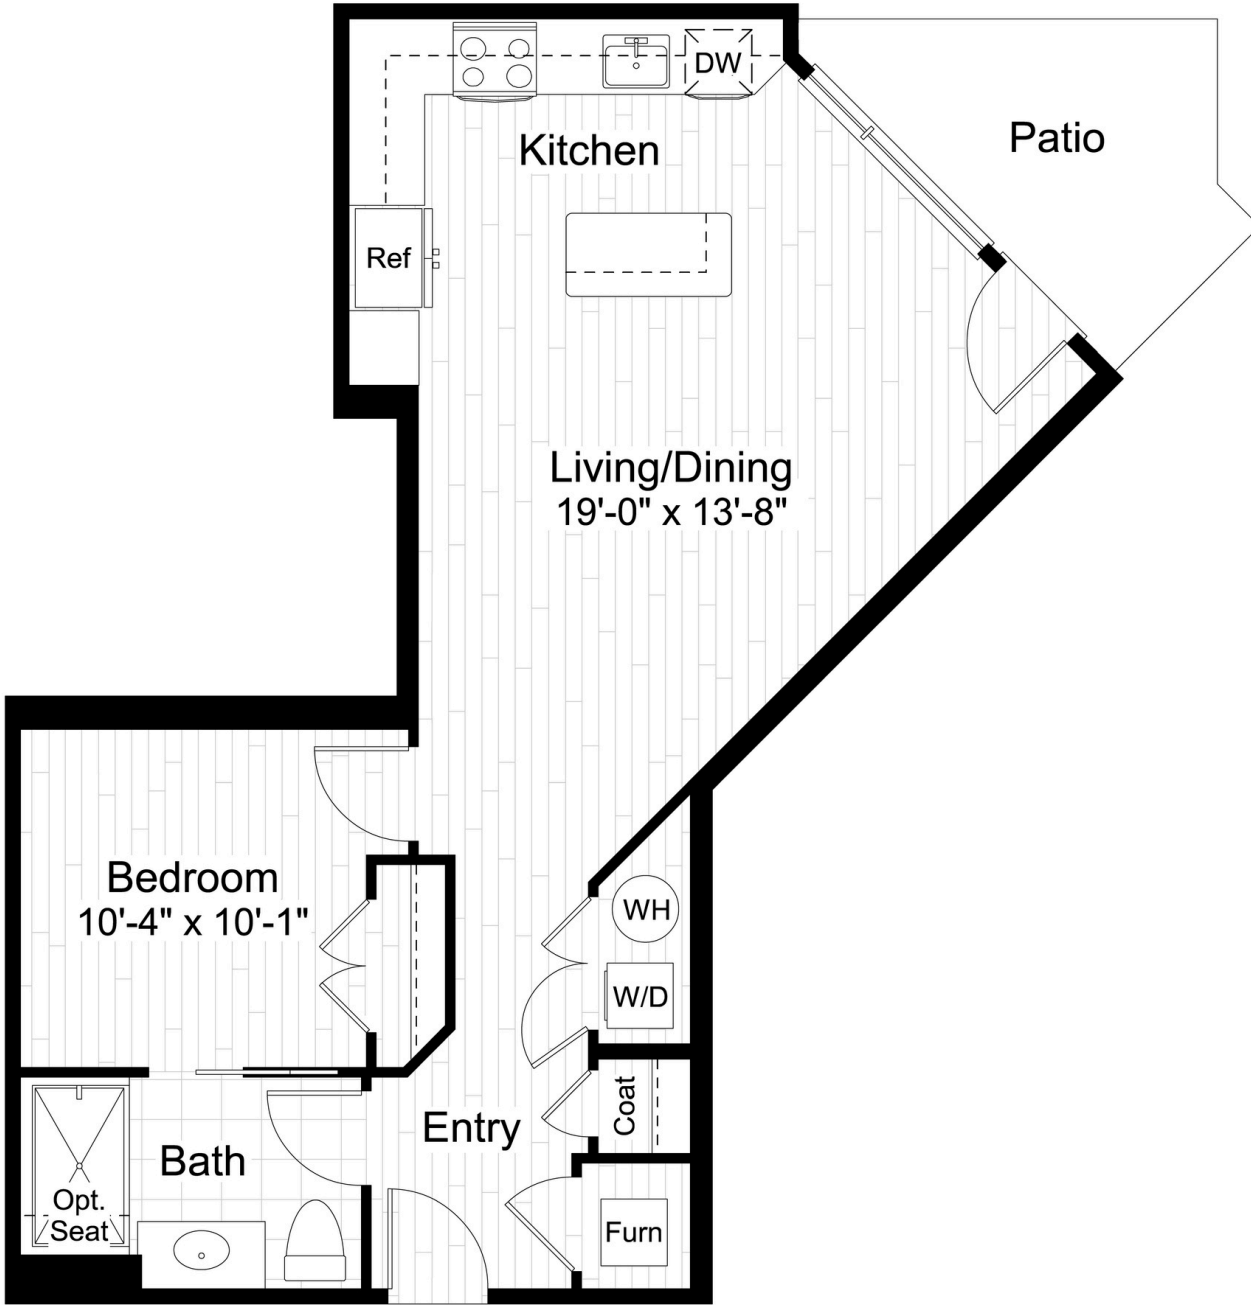 DW
Kitchen
Patio
Ref
Living/Dining
19'-0" x 13'-8"
Bedroom
10'-4" x 10'-1"
WH
W/D
Coat
Entry
Bath
Opt.
Seat
Furn